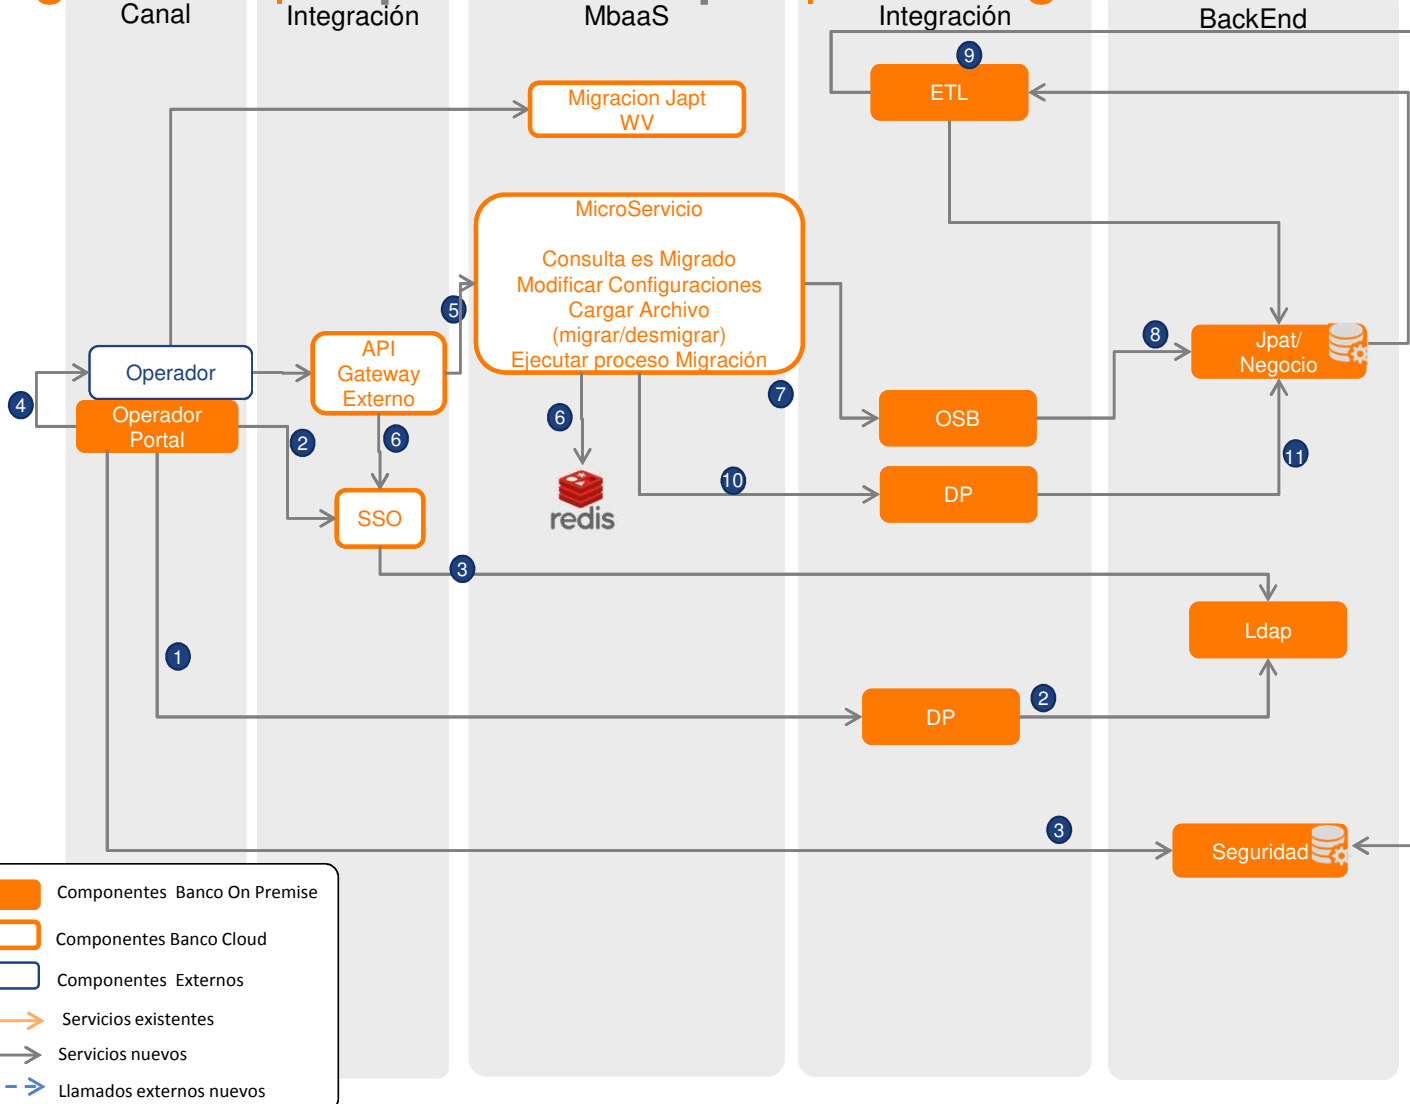 Canal
Integración
MbaaS
Integración
BackEnd
9
ETL
Migracion Japt
WV
MicroServicio
Consulta es Migrado
Modificar Configuraciones
Cargar Archivo
(migrar/desmigrar)
Ejecutar proceso Migración
5
8
Jpat/
Negocio
API
Gateway
Externo
Operador
4
Operador
Portal
2
6
6
7
OSB
11
10
DP
redis
SSO
3
Ldap
1
DP
2
3
Seguridad
Componentes Banco On Premise
Componentes Banco Cloud
Componentes Externos
Servicios existentes
Servicios nuevos
Llamados externos nuevos